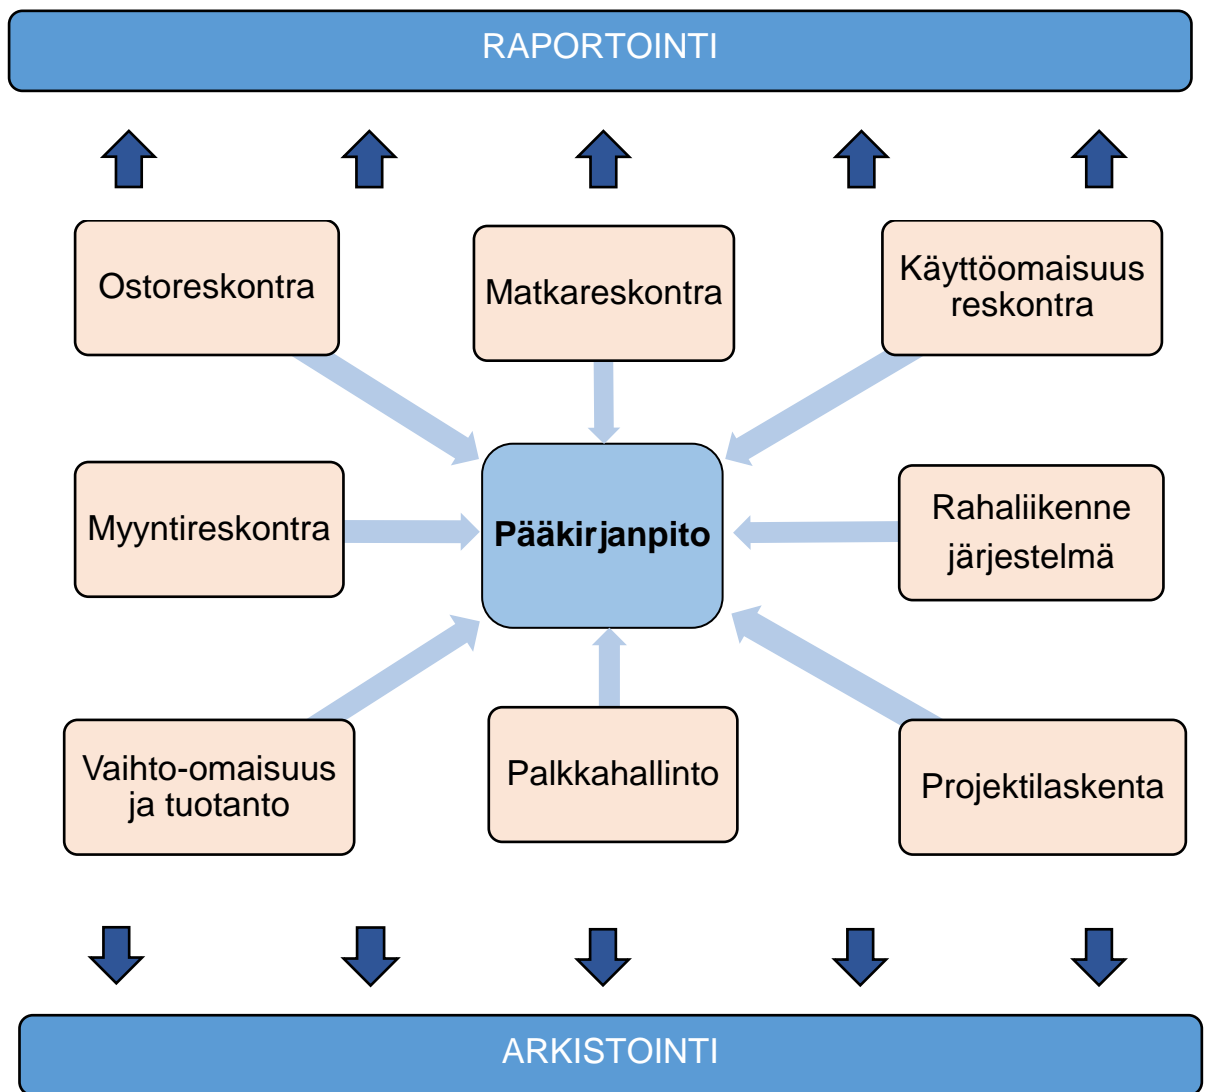 RAPORTOINTI
Ostoreskontra
Matkareskontra
Käyttöomaisuus
reskontra
Myyntireskontra
Pääkirjanpito
Rahaliikenne
järjestelmä
Vaihto-omaisuus
ja tuotanto
Palkkahallinto
Projektilaskenta
ARKISTOINTI